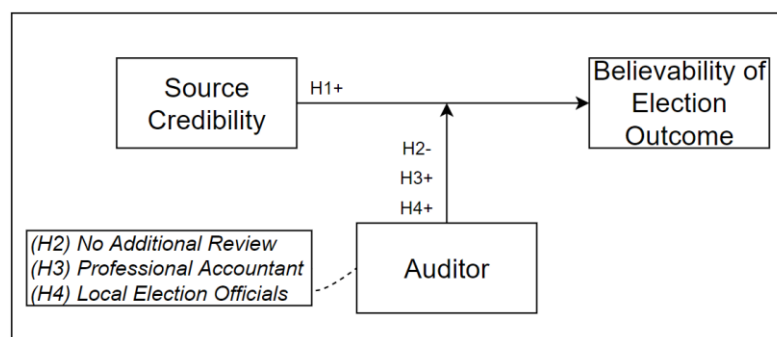 Source
Credibility
H1+
Believability of
Election
Outcome
H2-
H3+
H4+
(H2) No Additional Review
(H3) Professional Accountant
(H4) Local Election Officials
Auditor